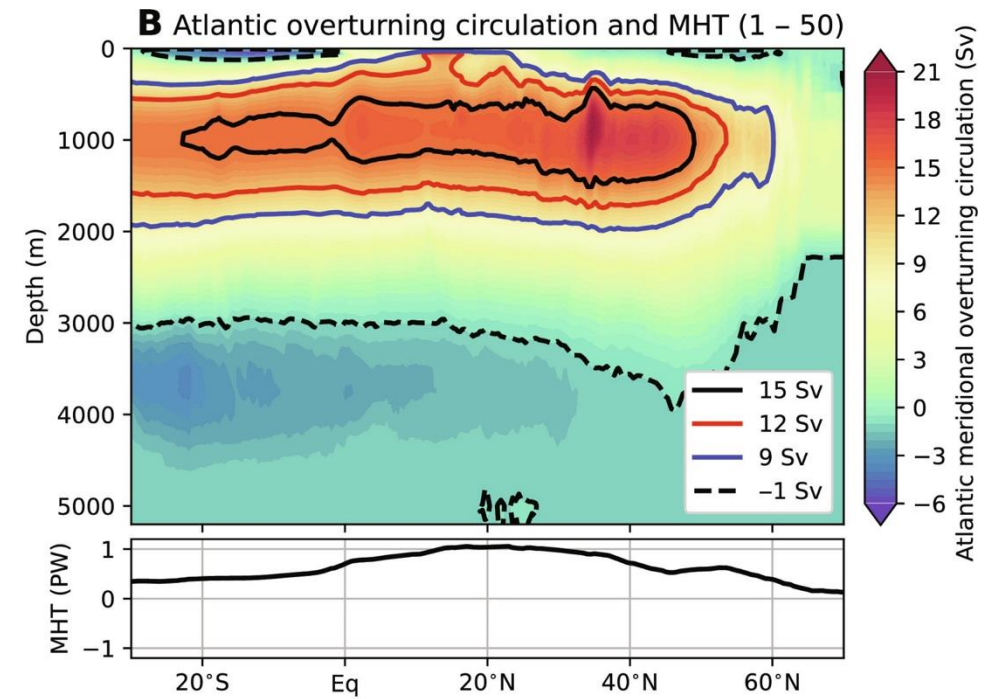 B Atlantic overturning circulation and MHT (1 – 50)
0
1000
2000
3000
4000
5000
Depth (m)
15 Sv
12 Sv
9 Sv
–1 Sv
21
18
15
12
9
6
3
0
−3
−6
Atlantic meridional overturning circulation (Sv)
1
0
−1
MHT (PW)
20°S
Eq
20°N
40°N
60°N